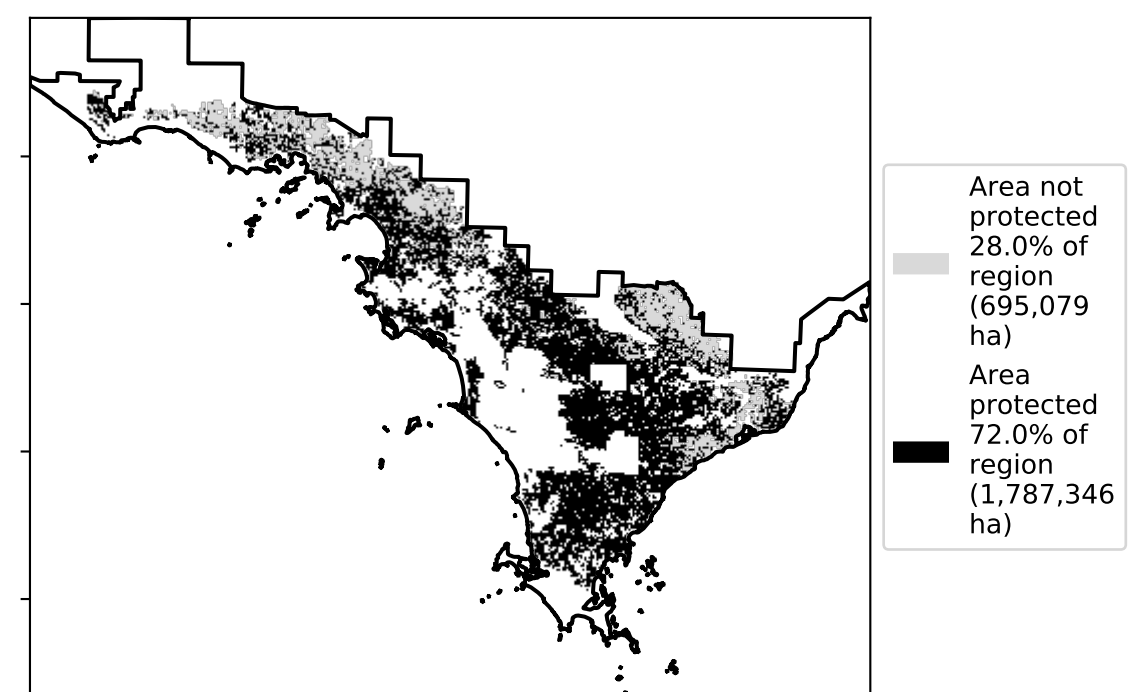 Area not
protected
28.0% of
region
(695,079
ha)
Area
protected
72.0% of
region
(1,787,346
ha)